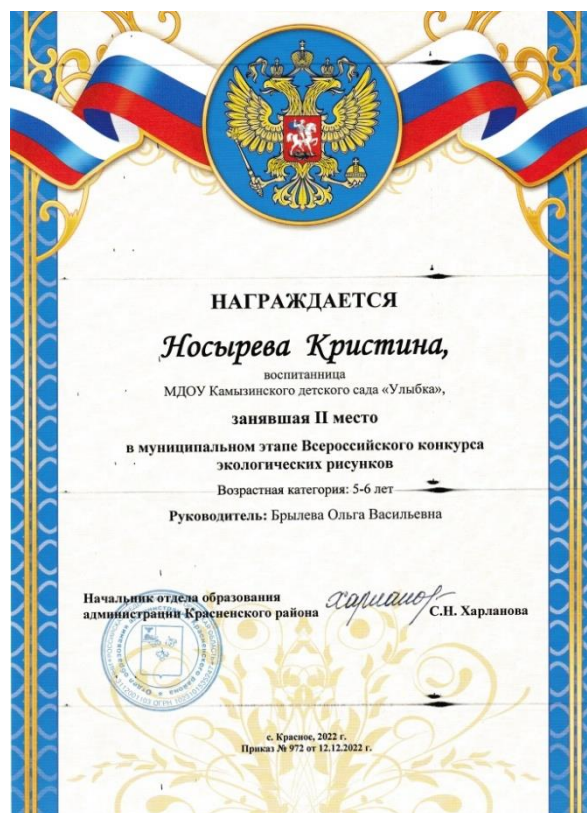 НАГРАЖДАЕТСЯ
Носырева Кристина,
воспитанница
МДОУ Камызинского детского сада «Улыбка»,
занявшая II место
в муниципальном этапе Всероссийского конкурса
экологических рисунков
Возрастная категория: 5-6 лет
Руководитель: Брылева Ольга Васильевна
Начальник отдела образования
администрации Красненского района
С.Н. Харланова
с. Красное, 2022 г.
Приказ № 972 от 12.12.2022 г.